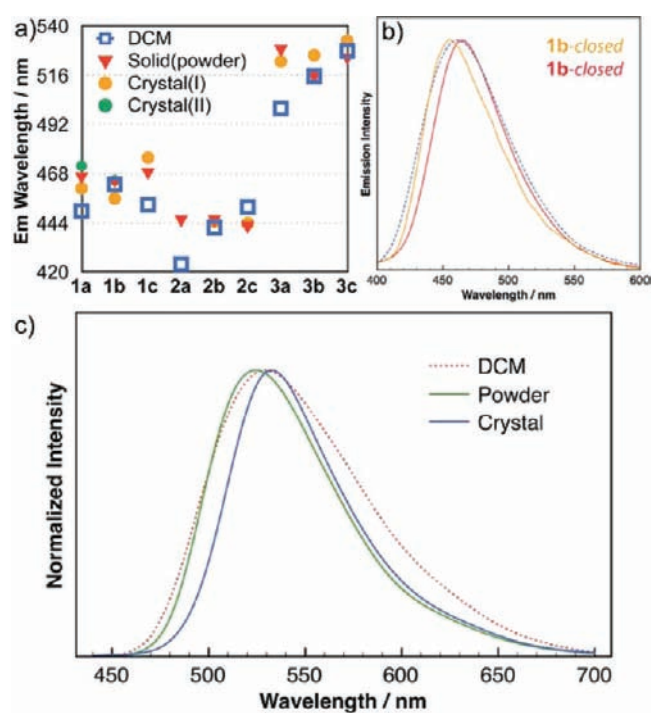 a)
Em Wavelength / nm
540
516
492
468
444
420
DCM
Solid(powder)
Crystal(I)
Crystal(II)
1a 1b 1c 2a 2b 2c 3a 3b 3c
b)
1b-closed
1b-closed
Emission Intensity
400 450 500 550 600
Wavelength / nm
c)
DCM
Powder
Crystal
Normalized Intensity
450 500 550 600 650 700
Wavelength / nm